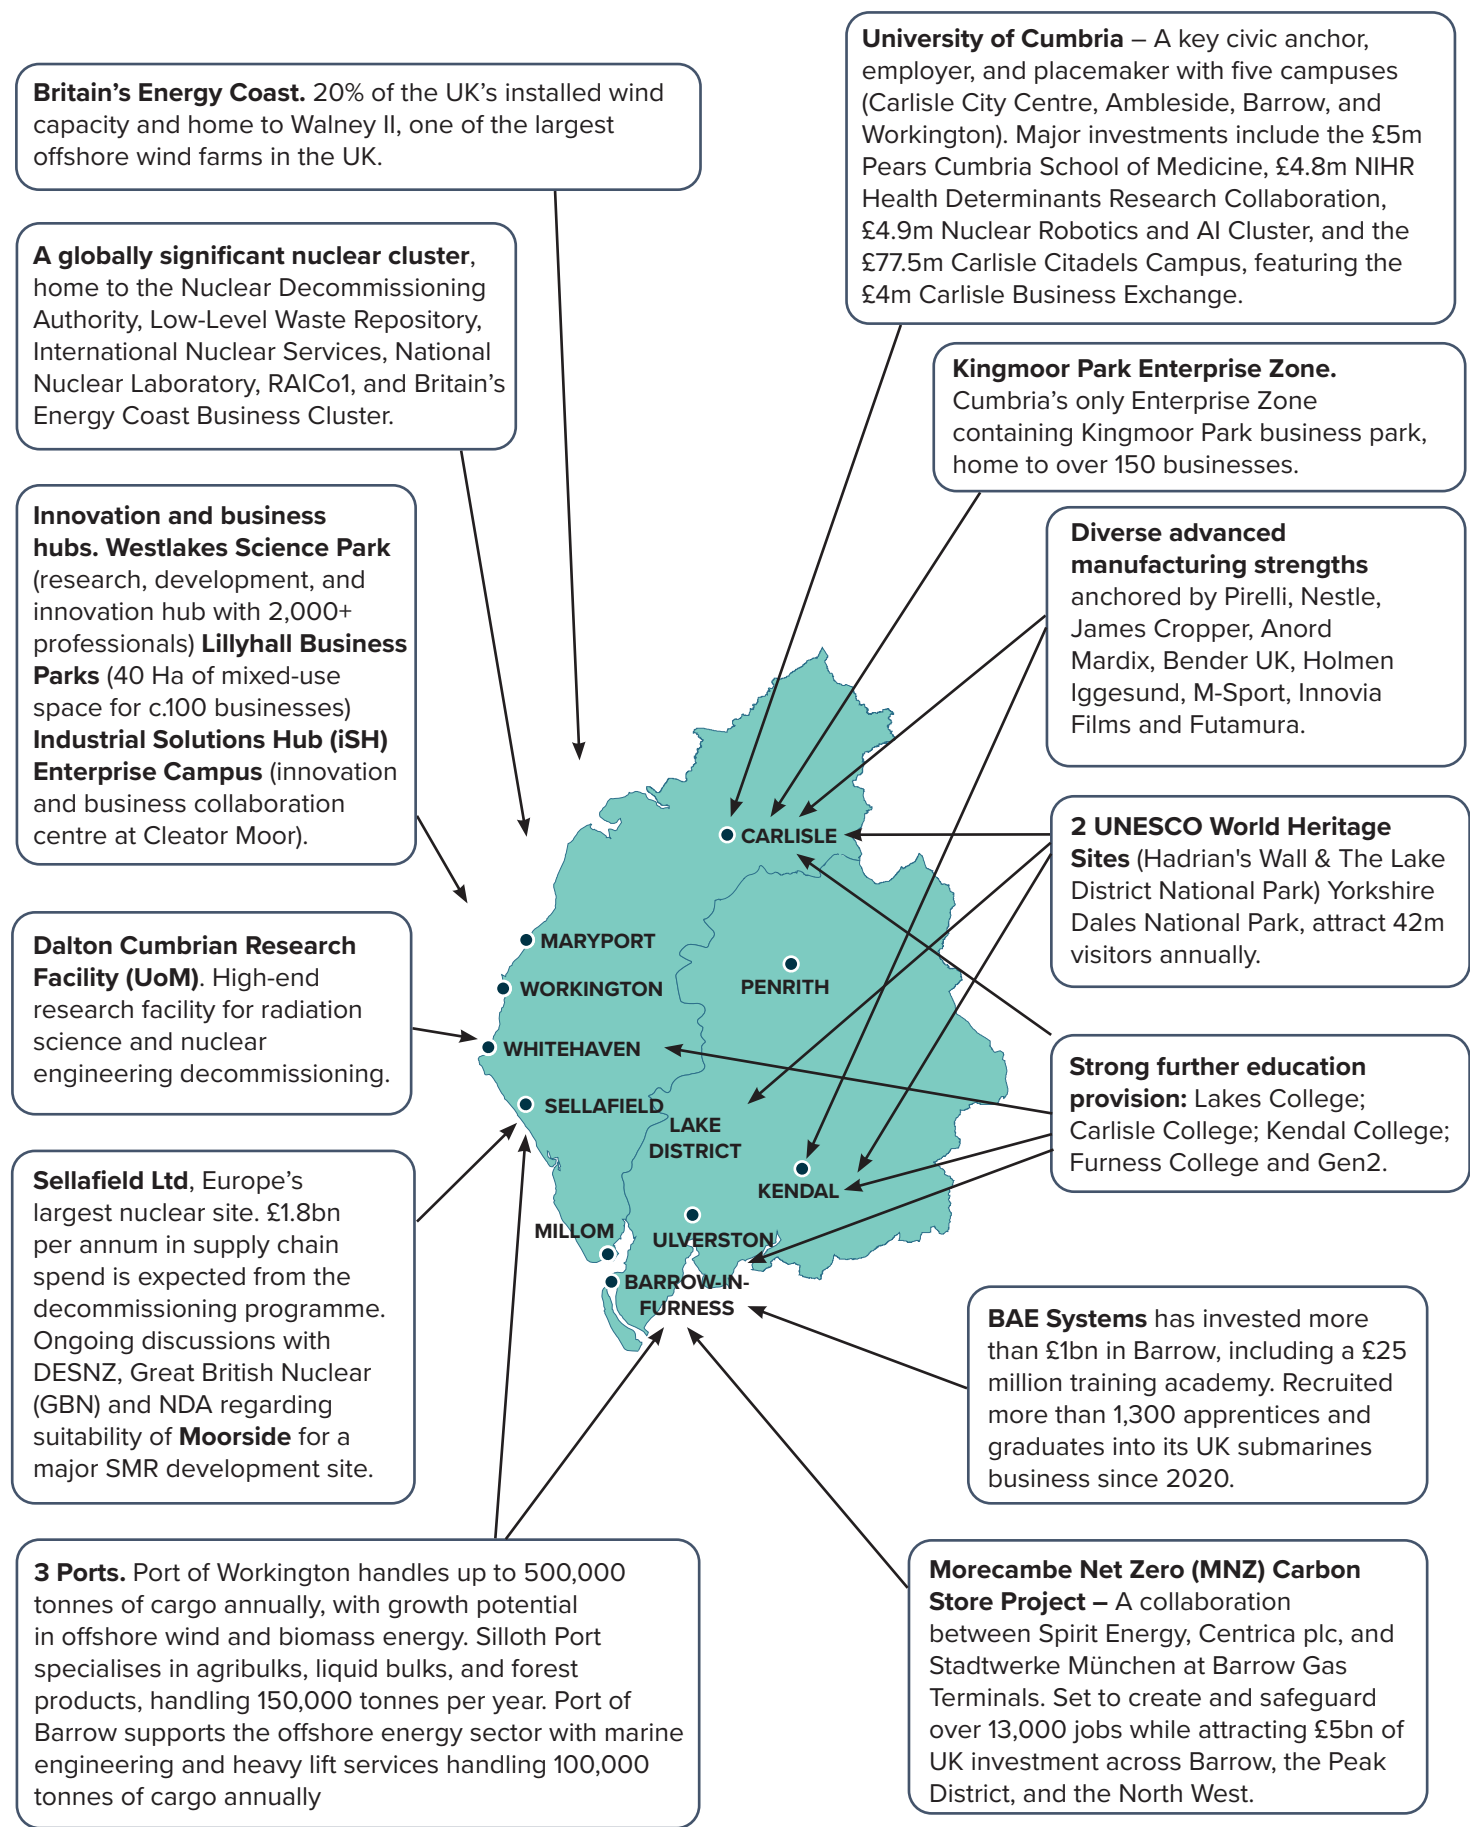 Britain’s Energy Coast. 20% of the UK’s installed wind
capacity and home to Walney II, one of the largest
offshore wind farms in the UK.
A globally significant nuclear cluster,
home to the Nuclear Decommissioning
Authority, Low-Level Waste Repository,
International Nuclear Services, National
Nuclear Laboratory, RAICo1, and Britain’s
Energy Coast Business Cluster.
Innovation and business
hubs. Westlakes Science Park
(research, development, and
innovation hub with 2,000+
professionals) Lillyhall Business
Parks (40 Ha of mixed-use
space for c.100 businesses)
Industrial Solutions Hub (iSH)
Enterprise Campus (innovation
and business collaboration
centre at Cleator Moor).
Dalton Cumbrian Research
Facility (UoM). High-end
research facility for radiation
science and nuclear
engineering decommissioning.
Sellafield Ltd, Europe’s
largest nuclear site. £1.8bn
per annum in supply chain
spend is expected from the
decommissioning programme.
Ongoing discussions with
DESNZ, Great British Nuclear
(GBN) and NDA regarding
suitability of Moorside for a
major SMR development site.
3 Ports. Port of Workington handles up to 500,000
tonnes of cargo annually, with growth potential
in offshore wind and biomass energy. Silloth Port
specialises in agribulks, liquid bulks, and forest
products, handling 150,000 tonnes per year. Port of
Barrow supports the offshore energy sector with marine
engineering and heavy lift services handling 100,000
tonnes of cargo annually
CARLISLE
MARYPORT
PENRITH
WORKINGTON
WHITEHAVEN
SELLAFIELD
LAKE
DISTRICT
KENDAL
MILLOM
ULVERSTON
BARROW-IN-
FURNESS
University of Cumbria – A key civic anchor,
employer, and placemaker with five campuses
(Carlisle City Centre, Ambleside, Barrow, and
Workington). Major investments include the £5m
Pears Cumbria School of Medicine, £4.8m NIHR
Health Determinants Research Collaboration,
£4.9m Nuclear Robotics and AI Cluster, and the
£77.5m Carlisle Citadels Campus, featuring the
£4m Carlisle Business Exchange.
Kingmoor Park Enterprise Zone.
Cumbria’s only Enterprise Zone
containing Kingmoor Park business park,
home to over 150 businesses.
Diverse advanced
manufacturing strengths
anchored by Pirelli, Nestle,
James Cropper, Anord
Mardix, Bender UK, Holmen
Iggesund, M-Sport, Innovia
Films and Futamura.
2 UNESCO World Heritage
Sites (Hadrian's Wall & The Lake
District National Park) Yorkshire
Dales National Park, attract 42m
visitors annually.
Strong further education
provision: Lakes College;
Carlisle College; Kendal College;
Furness College and Gen2.
BAE Systems has invested more
than £1bn in Barrow, including a £25
million training academy. Recruited
more than 1,300 apprentices and
graduates into its UK submarines
business since 2020.
Morecambe Net Zero (MNZ) Carbon
Store Project – A collaboration
between Spirit Energy, Centrica plc, and
Stadtwerke München at Barrow Gas
Terminals. Set to create and safeguard
over 13,000 jobs while attracting £5bn of
UK investment across Barrow, the Peak
District, and the North West.